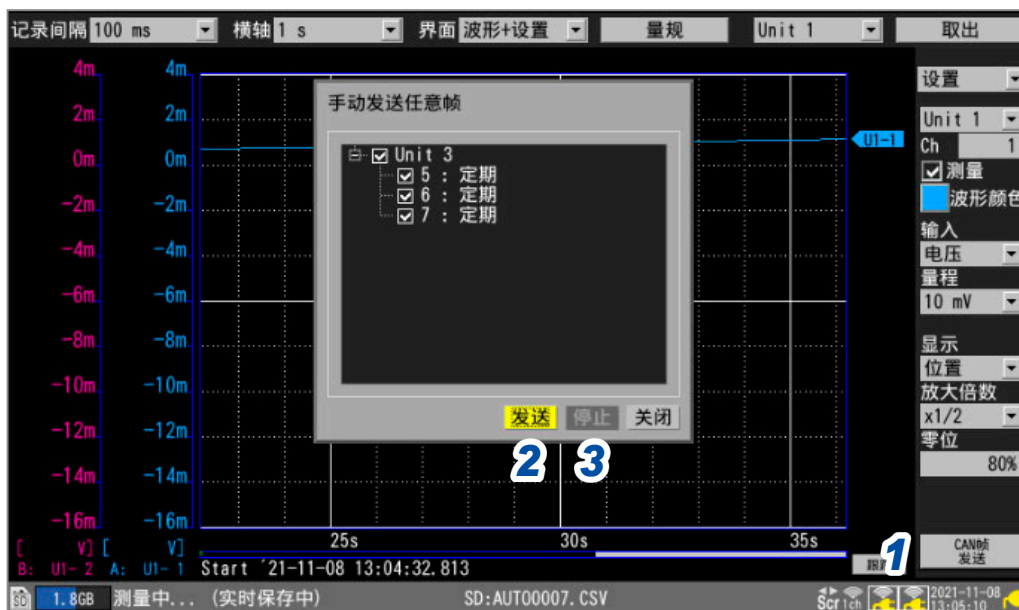 记录间隔 100 ms 横轴 1 s 界面 波形+设置 量规 Unit 1 取出
4m 4m
2m 2m
0m 0m
-2m -2m
-4m -4m
-6m -6m
-8m -8m
-10m -10m
-12m -12m
-14m -14m
-16m -16m
[ V] [ V]
B: U1- 2 A: U1- 1
手动发送任意帧
Unit 3
5 : 定期
6 : 定期
7 : 定期
发送 停止 关闭
2 3
U1-1
25s 30s 35s
Start '21-11-08 13:04:32.813
设置
Unit 1
Ch 1
测量
波形颜色
输入
电压
量程
10 mV
显示
位置
放大倍数
x1/2
零位
80%
1
CAN帧
发送
SD 1.8GB 测量中... (实时保存中) SD:AUTO0007.CSV
Scr 1ch
2021-11-08
13:05:10